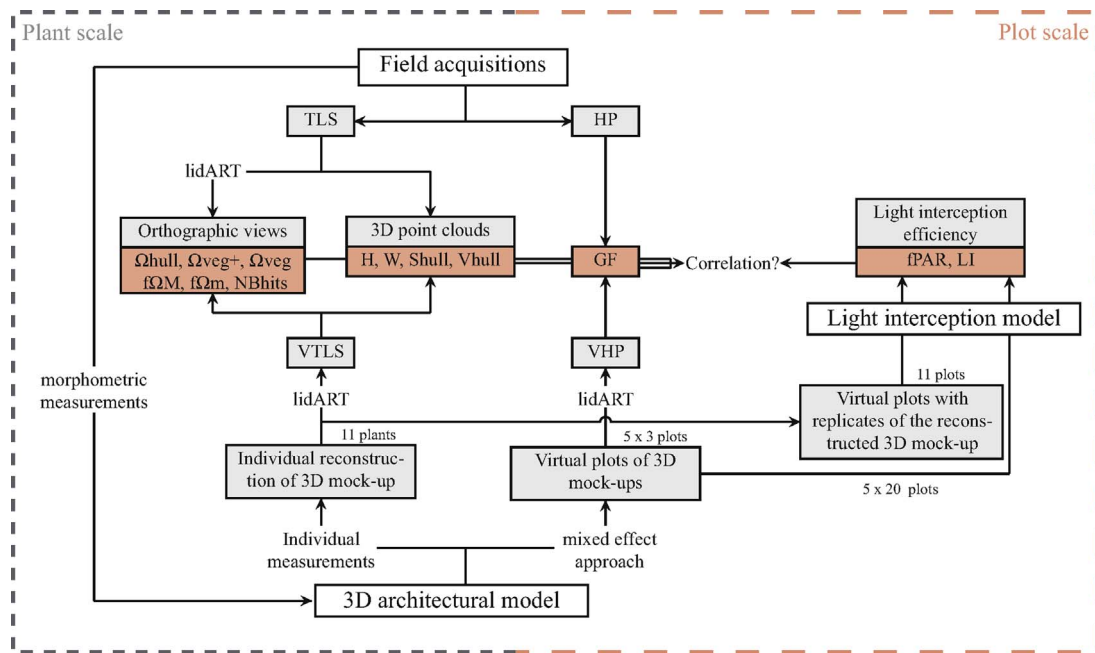 Plant scale
Plot scale
Field acquisitions
TLS
HP
lidART
Orthographic views
Ωhull, Ωveg+, Ωveg
fΩM, fΩm, NBhits
3D point clouds
H, W, Shull, Vhull
GF
Correlation?
Light interception
efficiency
fPAR, LI
Light interception model
VTLS
VHP
morphometric
measurements
lidART
lidART
11 plots
Virtual plots with
replicates of the recons-
tructed 3D mock-up
11 plants
5 x 3 plots
Individual reconstruc-
tion of 3D mock-up
Virtual plots of 3D
mock-ups
5 x 20 plots
Individual
measurements
mixed effect
approach
3D architectural model